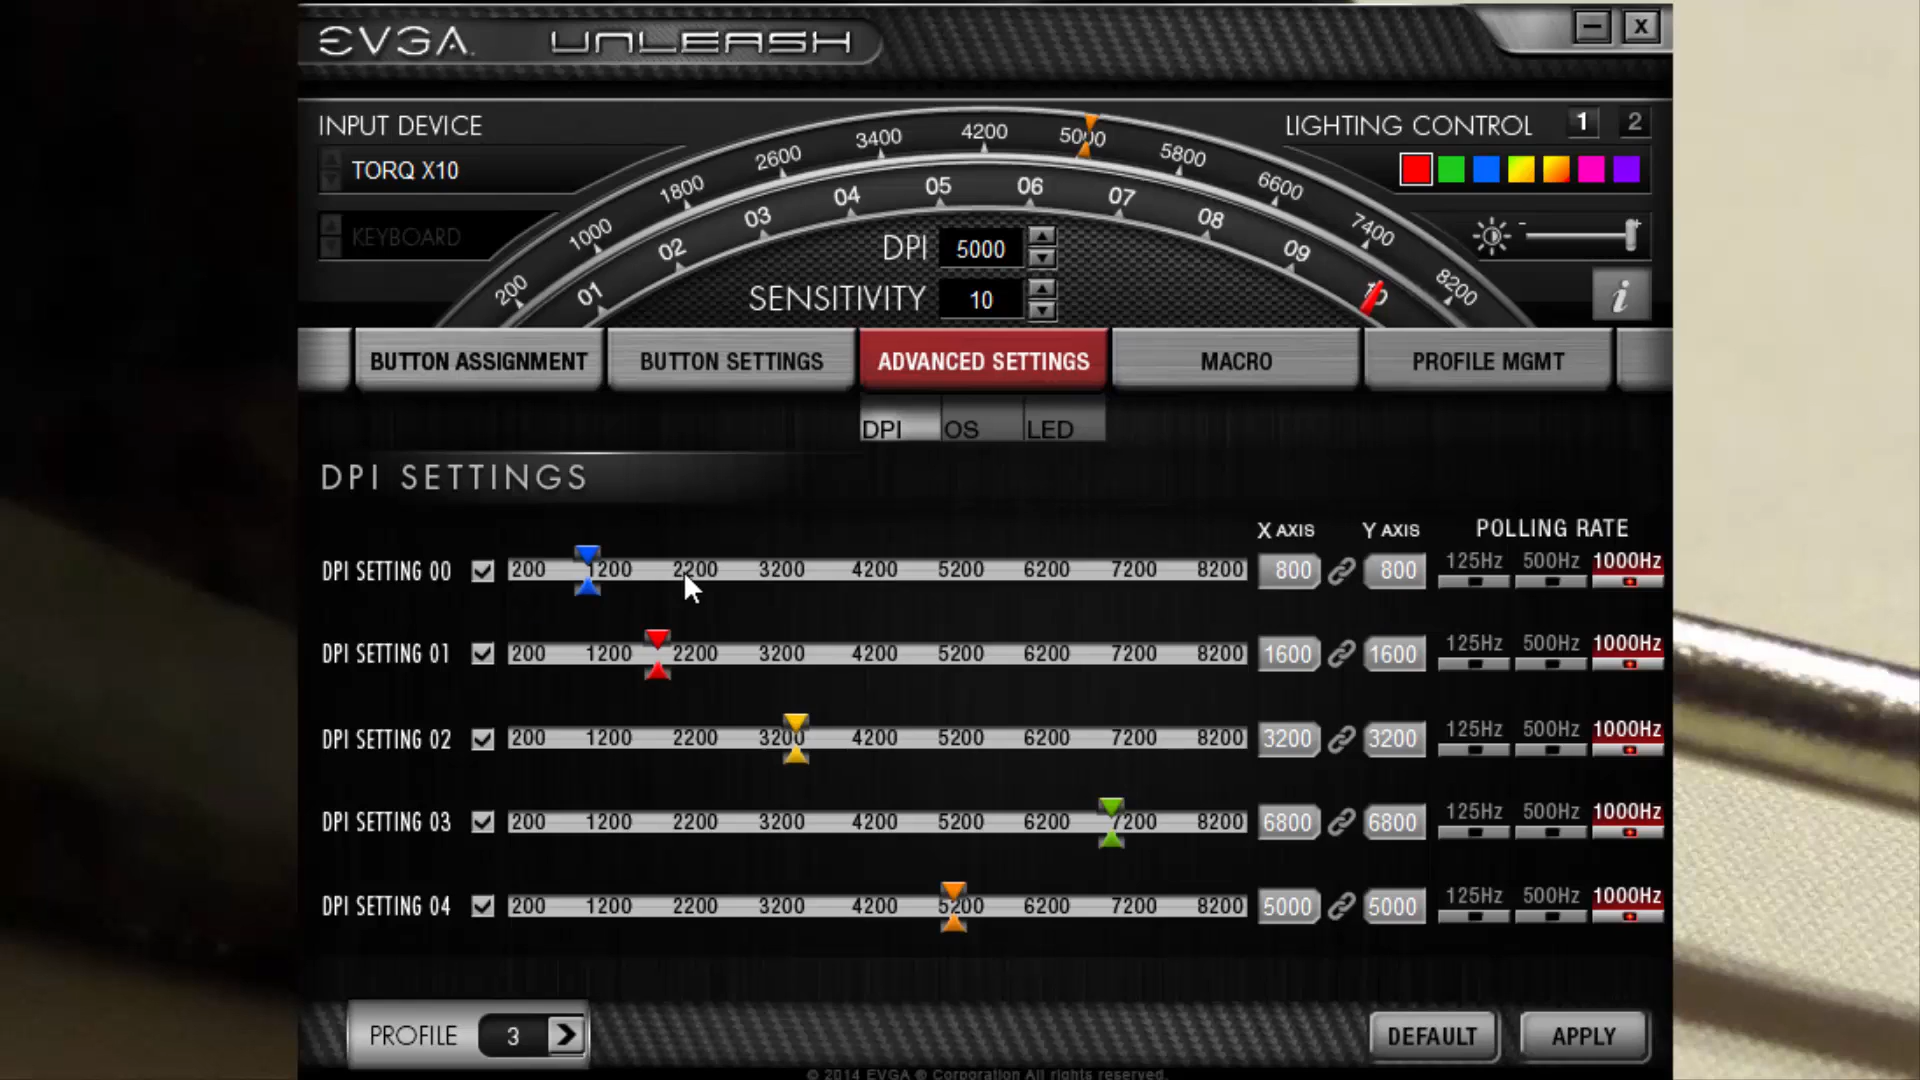 EVGA UNLEASH
- X
INPUT DEVICE
TORQ X10
KEYBOARD
200 1000 1800 2600 3400 4200 5000 5800 6600 7400 8200
01 02 03 04 05 06 07 08 09 10
DPI 5000
SENSITIVITY 10
LIGHTING CONTROL 1 2
- +
i
BUTTON ASSIGNMENT BUTTON SETTINGS ADVANCED SETTINGS MACRO PROFILE MGMT
DPI OS LED
DPI SETTINGS
X AXIS Y AXIS POLLING RATE
DPI SETTING 00 200 1200 2200 3200 4200 5200 6200 7200 8200 800 800 125Hz 500Hz 1000Hz
DPI SETTING 01 200 1200 2200 3200 4200 5200 6200 7200 8200 1600 1600 125Hz 500Hz 1000Hz
DPI SETTING 02 200 1200 2200 3200 4200 5200 6200 7200 8200 3200 3200 125Hz 500Hz 1000Hz
DPI SETTING 03 200 1200 2200 3200 4200 5200 6200 7200 8200 6800 6800 125Hz 500Hz 1000Hz
DPI SETTING 04 200 1200 2200 3200 4200 5200 6200 7200 8200 5000 5000 125Hz 500Hz 1000Hz
PROFILE 3 > DEFAULT APPLY
© 2014 EVGA ® Corporation All rights reserved.